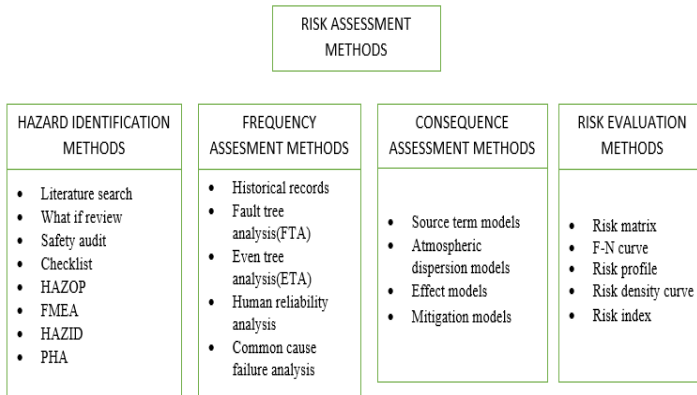 RISK ASSESSMENT
METHODS
HAZARD IDENTIFICATION
METHODS
• Literature search
• What if review
• Safety audit
• Checklist
• HAZOP
• FMEA
• HAZID
• PHA
FREQUENCY
ASSESMENT METHODS
• Historical records
• Fault tree
analysis(FTA)
• Even tree
analysis(ETA)
• Human reliability
analysis
• Common cause
failure analysis
CONSEQUENCE
ASSESSMENT METHODS
• Source term models
• Atmospheric
dispersion models
• Effect models
• Mitigation models
RISK EVALUATION
METHODS
• Risk matrix
• F-N curve
• Risk profile
• Risk density curve
• Risk index